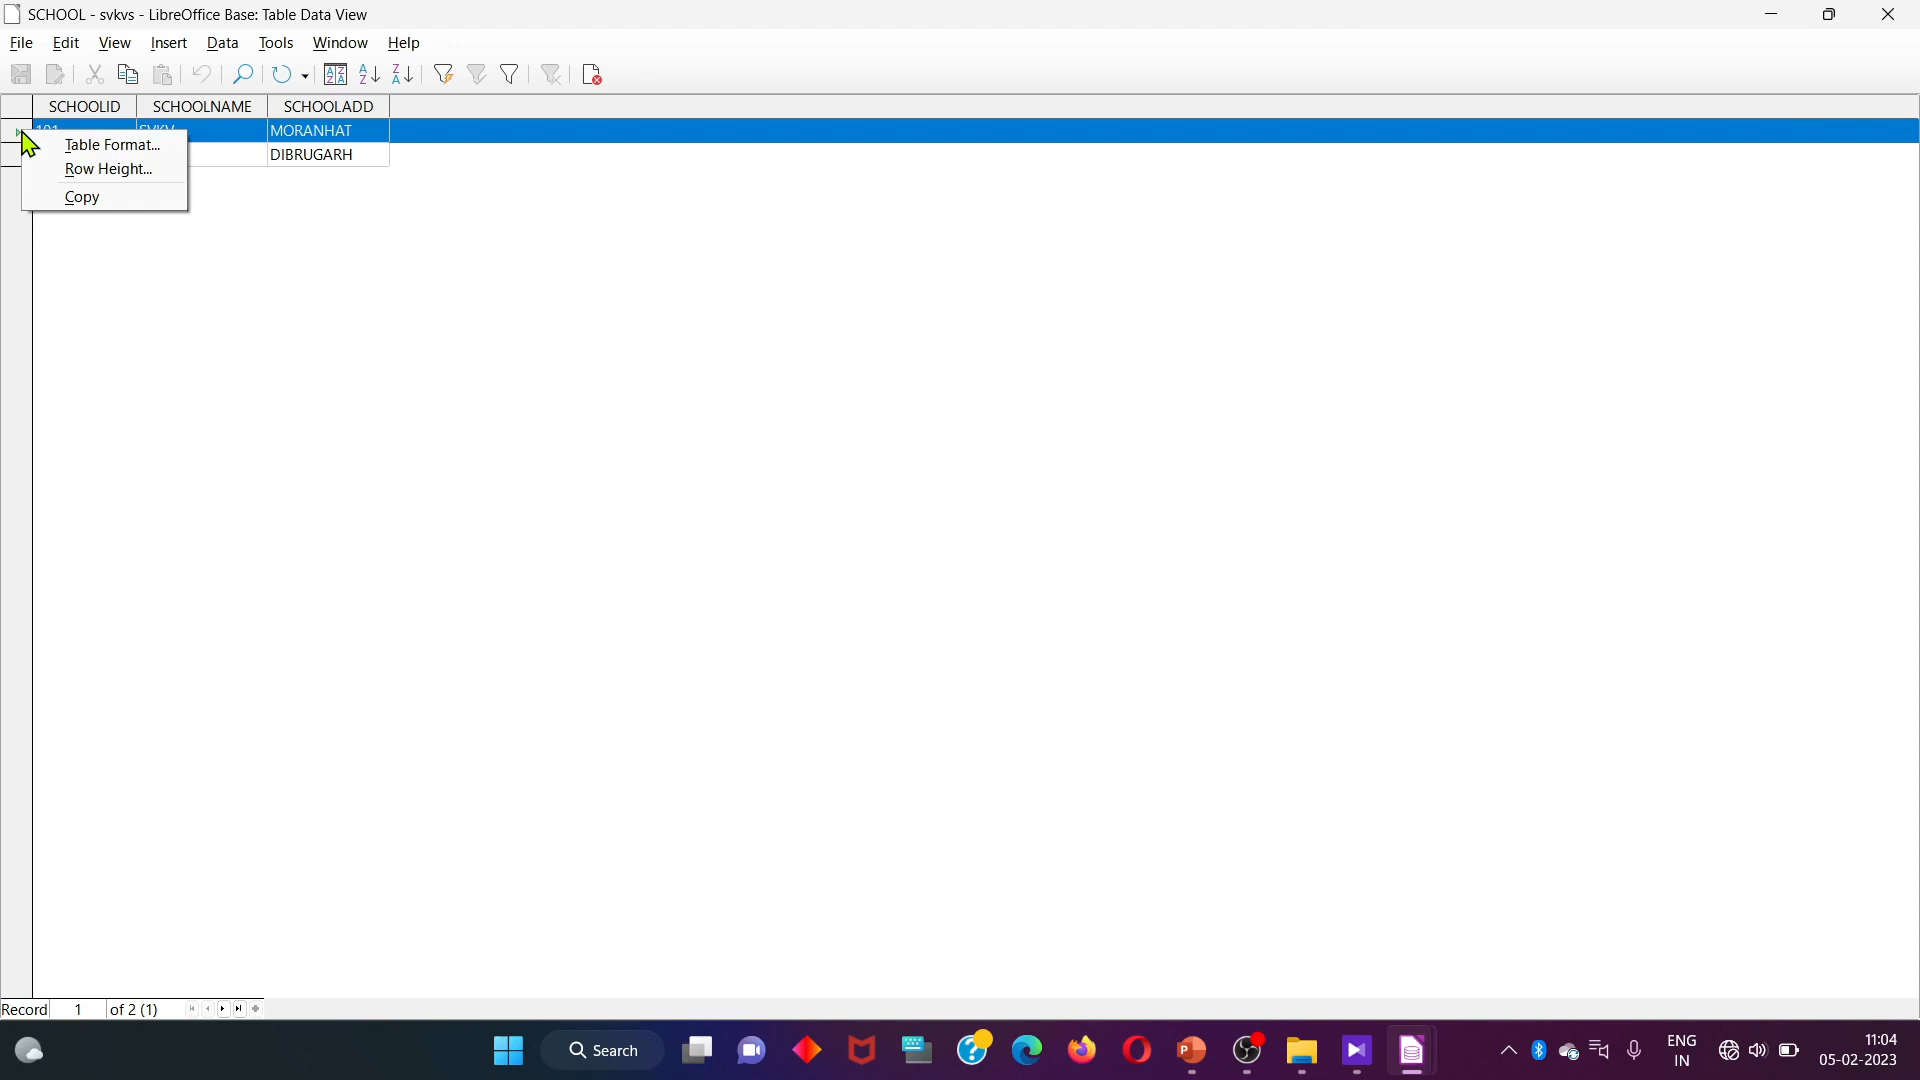 SCHOOL - svkvs - LibreOffice Base: Table Data View
File Edit View Insert Data Tools Window Help
SCHOOLID SCHOOLNAME SCHOOLADD
MORANHAT
DIBRUGARH
Table Format...
Row Height...
Copy
Record 1 of 2 (1)
Search
ENG
IN
11:04
05-02-2023